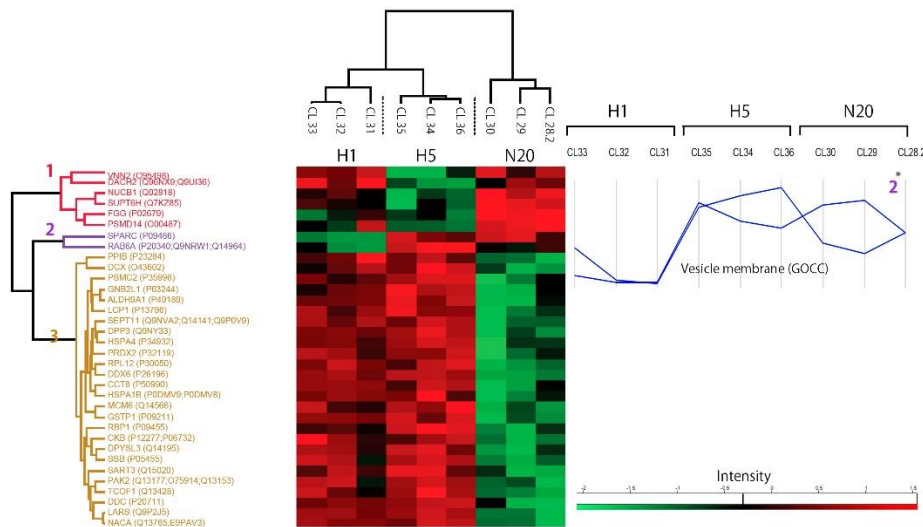 CL33
CL32
CL31
CL35
CL34
CL36
CL30
CL29
CL28.2
H1 H5 N20
H1 H5 N20
CL33 CL32 CL31 CL35 CL34 CL36 CL30 CL29 CL28.2
1
VNN2 (O95498)
DACH2 (Q96NX9;Q9UI36)
NUCB1 (Q02818)
SUPT6H (Q7KZ85)
FGG (P02679)
PSMD14 (O00487)
2
SPARC (P09486)
RAB6A (P20340;Q9NRW1;Q14964)
2
Vesicle membrane (GOCC)
3
PPIB (P23284)
DCX (O43602)
PSMC2 (P35998)
GNB2L1 (P63244)
ALDH9A1 (P49189)
LCP1 (P13796)
SEPT11 (Q9NVA2;Q14141;Q9P0V9)
DPP3 (Q9NY33)
HSPA4 (P34932)
PRDX2 (P32119)
RPL12 (P30050)
DDX6 (P26196)
CCT8 (P50990)
HSPA1B (P0DMV9;P0DMV8)
MCM6 (Q14566)
GSTP1 (P09211)
RBP1 (P09455)
CKB (P12277;P06732)
DPYSL3 (Q14195)
SSB (P05455)
SART3 (Q15020)
PAK2 (Q13177;O75914;Q13153)
TCOF1 (Q13428)
DDC (P20711)
LARS (Q9P2J5)
NACA (Q13765;E9PAV3)
Intensity
-2 -1.5 -1 -0.5 0 0.5 1 1.5